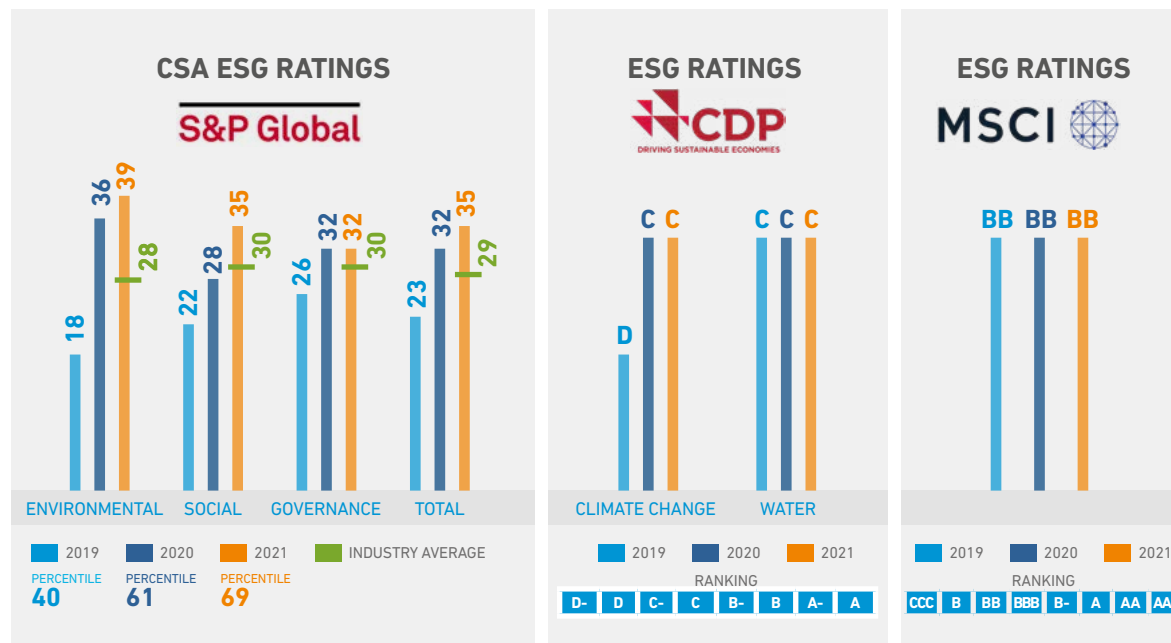 CSA ESG RATINGS
S&P Global
36
39
28
18
28
35
30
22
32
32
30
26
32
35
29
23
ENVIRONMENTAL SOCIAL GOVERNANCE TOTAL
2019 2020 2021 INDUSTRY AVERAGE
PERCENTILE PERCENTILE PERCENTILE
40 61 69
ESG RATINGS
CDP
DRIVING SUSTAINABLE ECONOMIES
D C C C C C
CLIMATE CHANGE WATER
2019 2020 2021
RANKING
D- D C- C B- B A- A
ESG RATINGS
MSCI
BB BB BB
2019 2020 2021
RANKING
CCC B BB BBB B- A AA AA